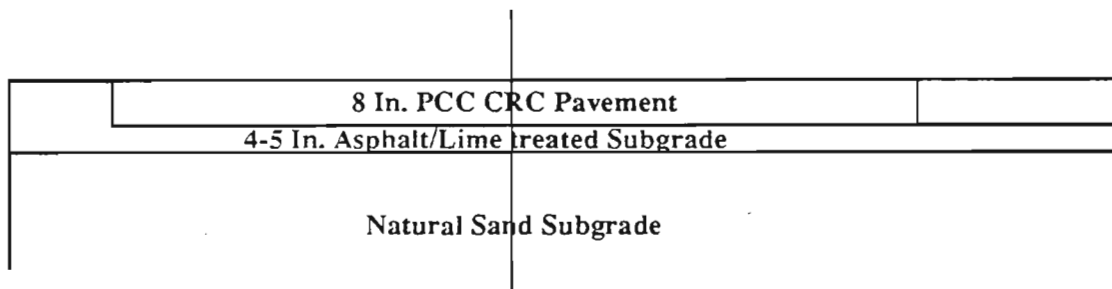 8 In. PCC CRC Pavement
4-5 In. Asphalt/Lime treated Subgrade
Natural Sand Subgrade